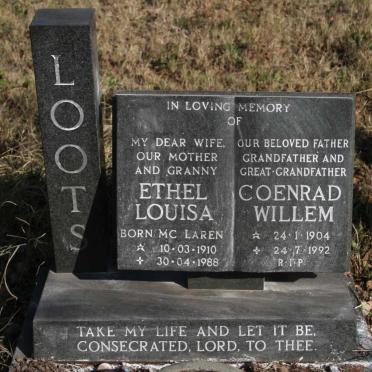 LOOTS
IN LOVING MEMORY
OF
MY DEAR WIFE,
OUR MOTHER
AND GRANNY
ETHEL
LOUISA
BORN MC LAREN
☆ 10·03·1910
+ 30·04·1988
OUR BELOVED FATHER
GRANDFATHER AND
GREAT-GRANDFATHER
COENRAD
WILLEM
☆ 24·1·1904
+ 24·7·1992
R·I·P·
TAKE MY LIFE AND LET IT BE,
CONSECRATED, LORD, TO THEE.